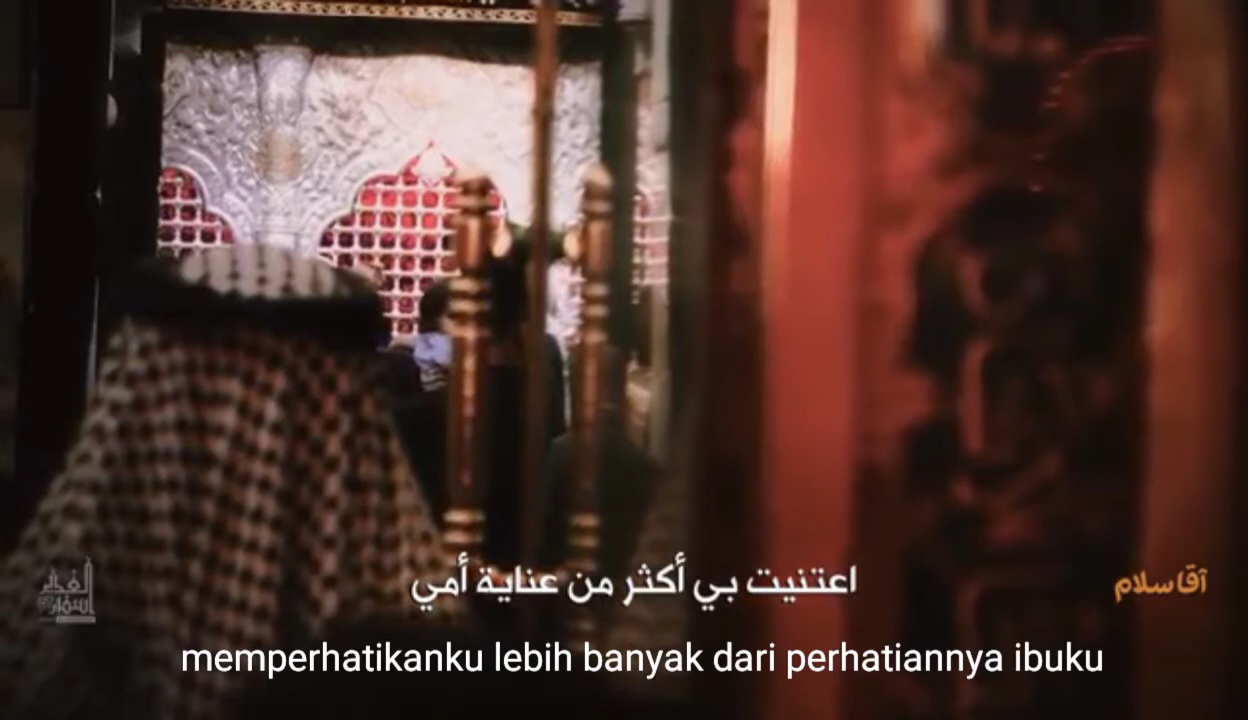 اعتنيت بي أكثر من عناية أمي
آقا سلام
memperhatikanku lebih banyak dari perhatiannya ibuku